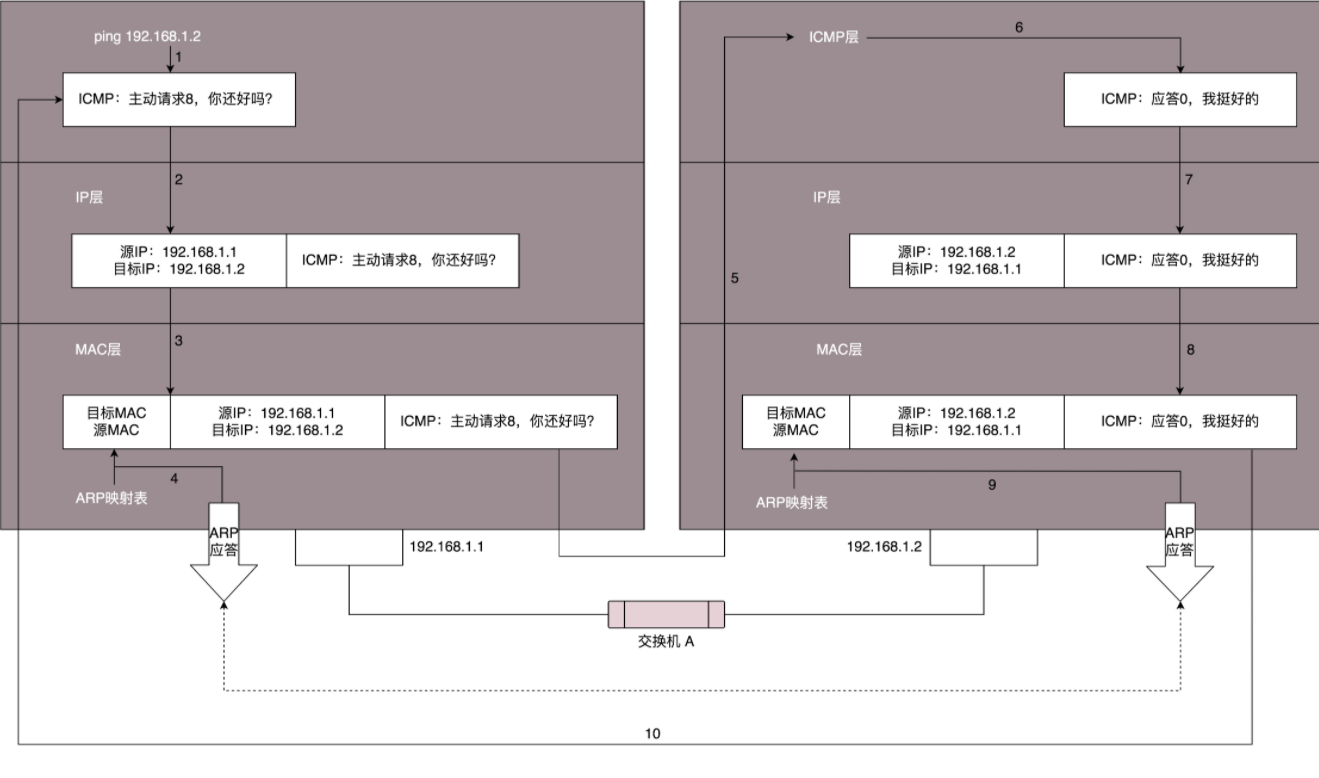 ping 192.168.1.2
1
ICMP：主动请求8，你还好吗？
2
IP层
源IP：192.168.1.1
目标IP：192.168.1.2
ICMP：主动请求8，你还好吗？
3
MAC层
目标MAC
源MAC
源IP：192.168.1.1
目标IP：192.168.1.2
ICMP：主动请求8，你还好吗？
4
ARP映射表
ARP
应答
192.168.1.1
5
ICMP层
6
ICMP：应答0，我挺好的
7
IP层
源IP：192.168.1.2
目标IP：192.168.1.1
ICMP：应答0，我挺好的
8
MAC层
目标MAC
源MAC
源IP：192.168.1.2
目标IP：192.168.1.1
ICMP：应答0，我挺好的
9
ARP映射表
ARP
应答
192.168.1.2
交换机 A
10